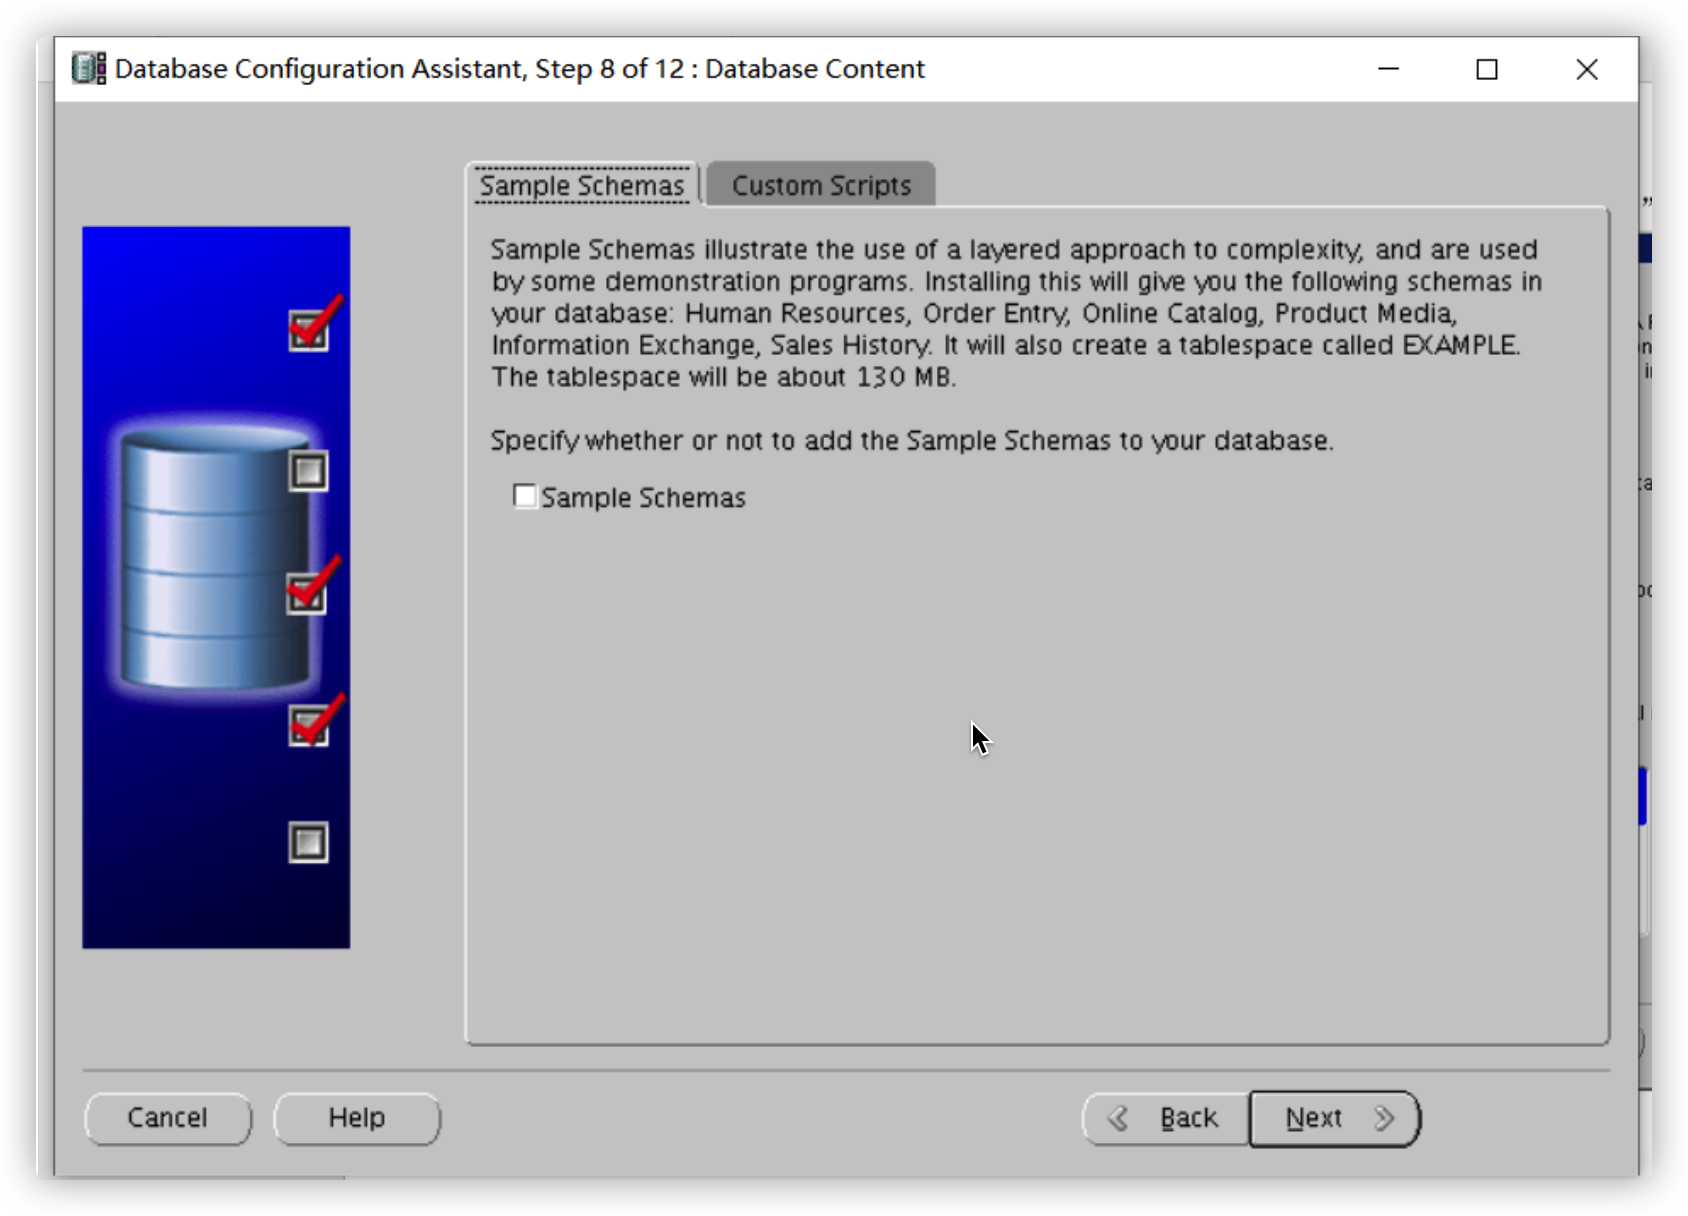 Database Configuration Assistant, Step 8 of 12 : Database Content
Sample Schemas
Custom Scripts
Sample Schemas illustrate the use of a layered approach to complexity, and are used
by some demonstration programs. Installing this will give you the following schemas in
your database: Human Resources, Order Entry, Online Catalog, Product Media,
Information Exchange, Sales History. It will also create a tablespace called EXAMPLE.
The tablespace will be about 130 MB.
Specify whether or not to add the Sample Schemas to your database.
Sample Schemas
Cancel
Help
Back
Next